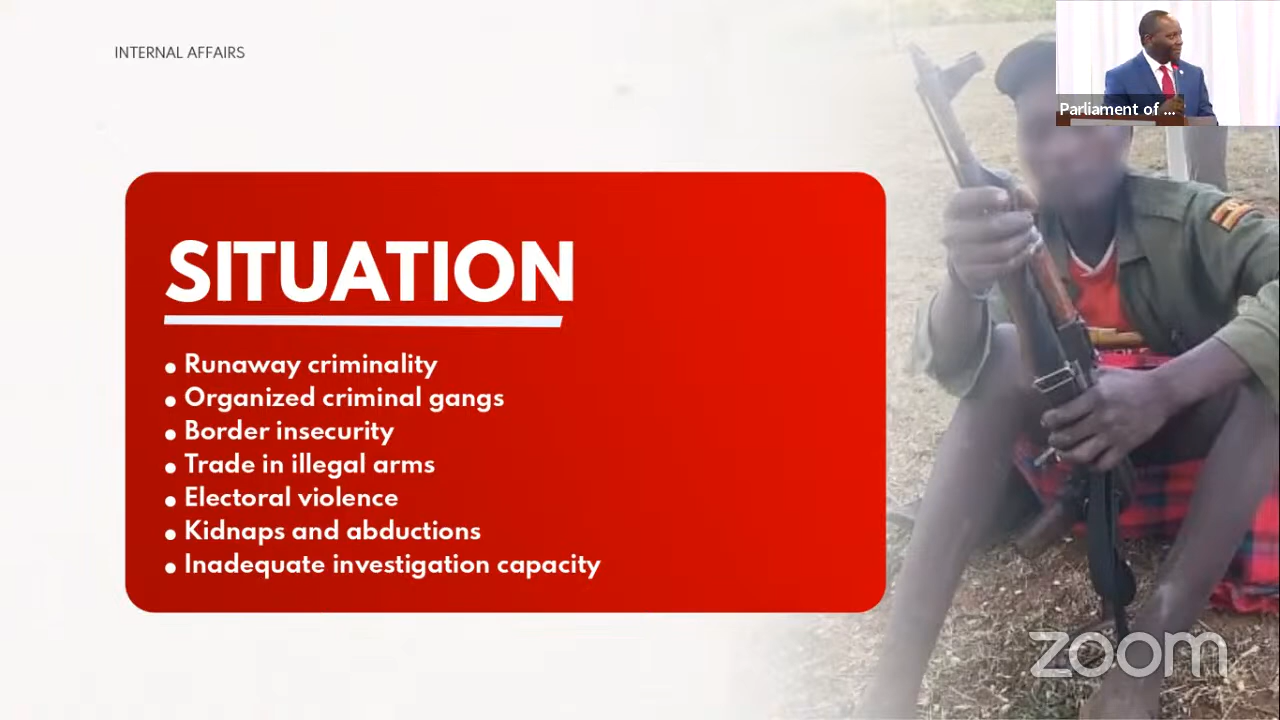 INTERNAL AFFAIRS
Parliament of ...
SITUATION
• Runaway criminality
• Organized criminal gangs
• Border insecurity
• Trade in illegal arms
• Electoral violence
• Kidnaps and abductions
• Inadequate investigation capacity
zoom